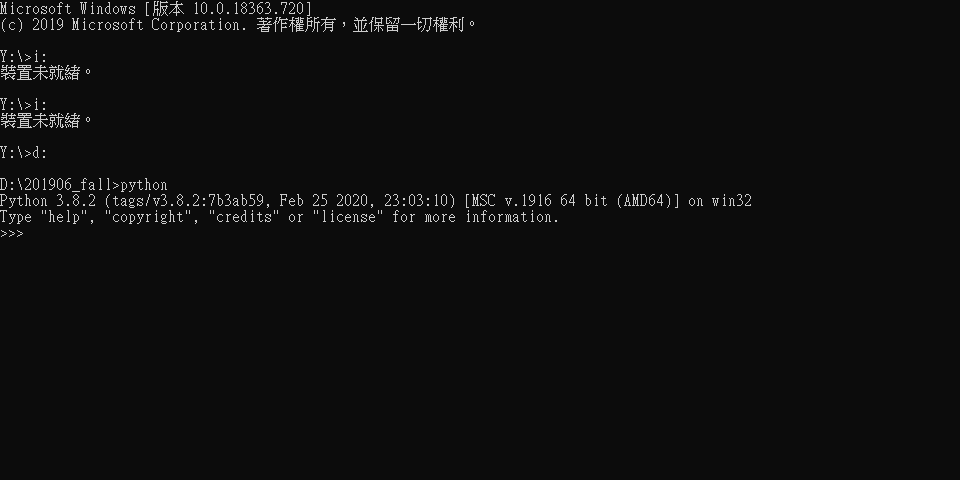 Microsoft Windows [版本 10.0.18363.720]
(c) 2019 Microsoft Corporation. 著作權所有，並保留一切權利。
Y:\>i:
裝置未就緒。
Y:\>i:
裝置未就緒。
Y:\>d:
D:\201906_fall>python
Python 3.8.2 (tags/v3.8.2:7b3ab59, Feb 25 2020, 23:03:10) [MSC v.1916 64 bit (AMD64)] on win32
Type "help", "copyright", "credits" or "license" for more information.
>>>